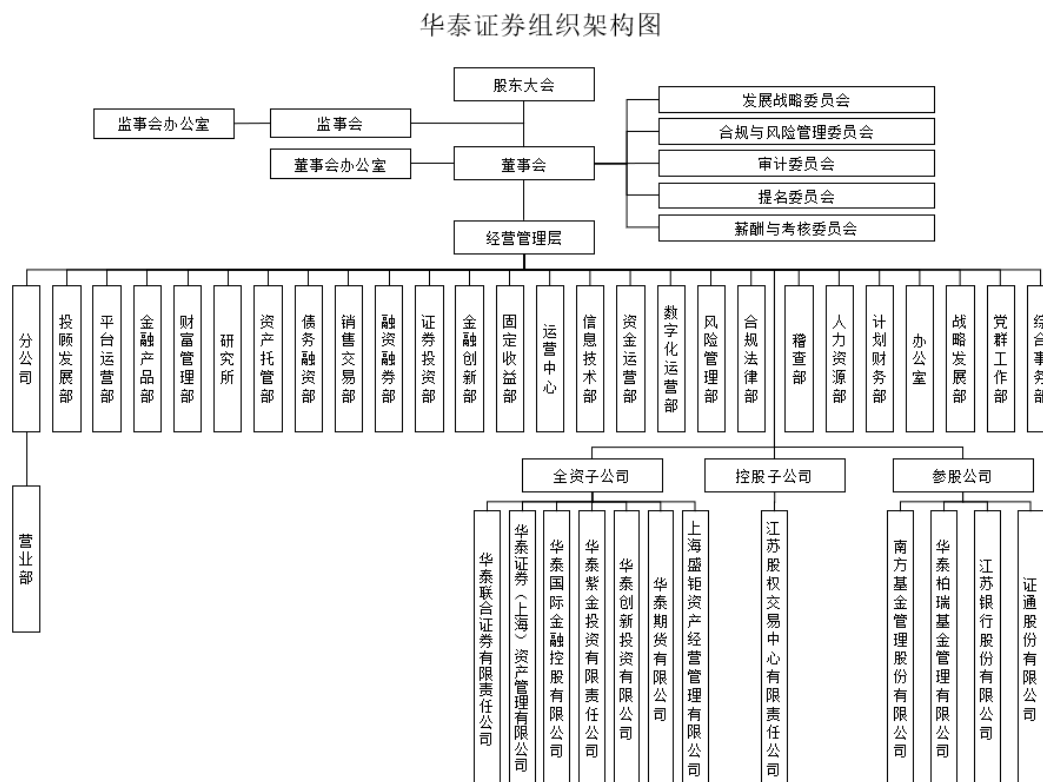 华泰证券组织架构图
股东大会
发展战略委员会
监事会办公室
监事会
合规与风险管理委员会
董事会办公室
董事会
审计委员会
提名委员会
经营管理层
薪酬与考核委员会
分公司
投顾发展部
平台运营部
金融产品部
财富管理部
研究所
资产托管部
债务融资部
销售交易部
融资融券部
证券投资部
金融创新部
固定收益部
运营中心
信息技术部
资金运营部
数字化运营部
风险管理部
合规法律部
稽查部
人力资源部
计划财务部
办公室
战略发展部
党群工作部
综合事务部
营业部
全资子公司
控股子公司
参股公司
华泰联合证券有限责任公司
华泰证券（上海）资产管理有限公司
华泰国际金融控股有限公司
华泰紫金投资有限责任公司
华泰创新投资有限公司
华泰期货有限公司
上海盛钜资产经营管理有限公司
江苏股权交易中心有限责任公司
南方基金管理股份有限公司
华泰柏瑞基金管理有限公司
江苏银行股份有限公司
证通股份有限公司